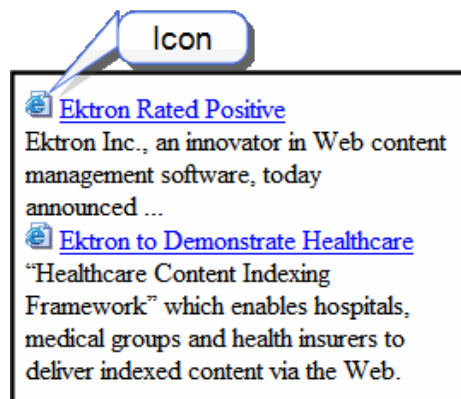 Icon
Ektron Rated Positive
Ektron Inc., an innovator in Web content
management software, today
announced ...
Ektron to Demonstrate Healthcare
“Healthcare Content Indexing
Framework” which enables hospitals,
medical groups and health insurers to
deliver indexed content via the Web.